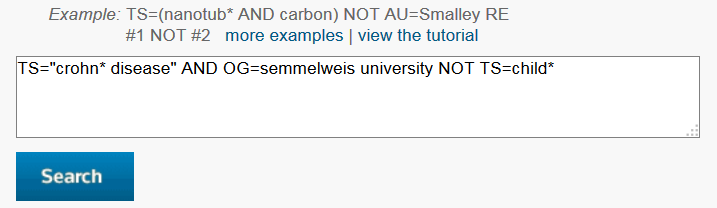 Example: TS=(nanotub* AND carbon) NOT AU=Smalley RE
#1 NOT #2 more examples | view the tutorial
TS="crohn* disease" AND OG=semmelweis university NOT TS=child*
Search